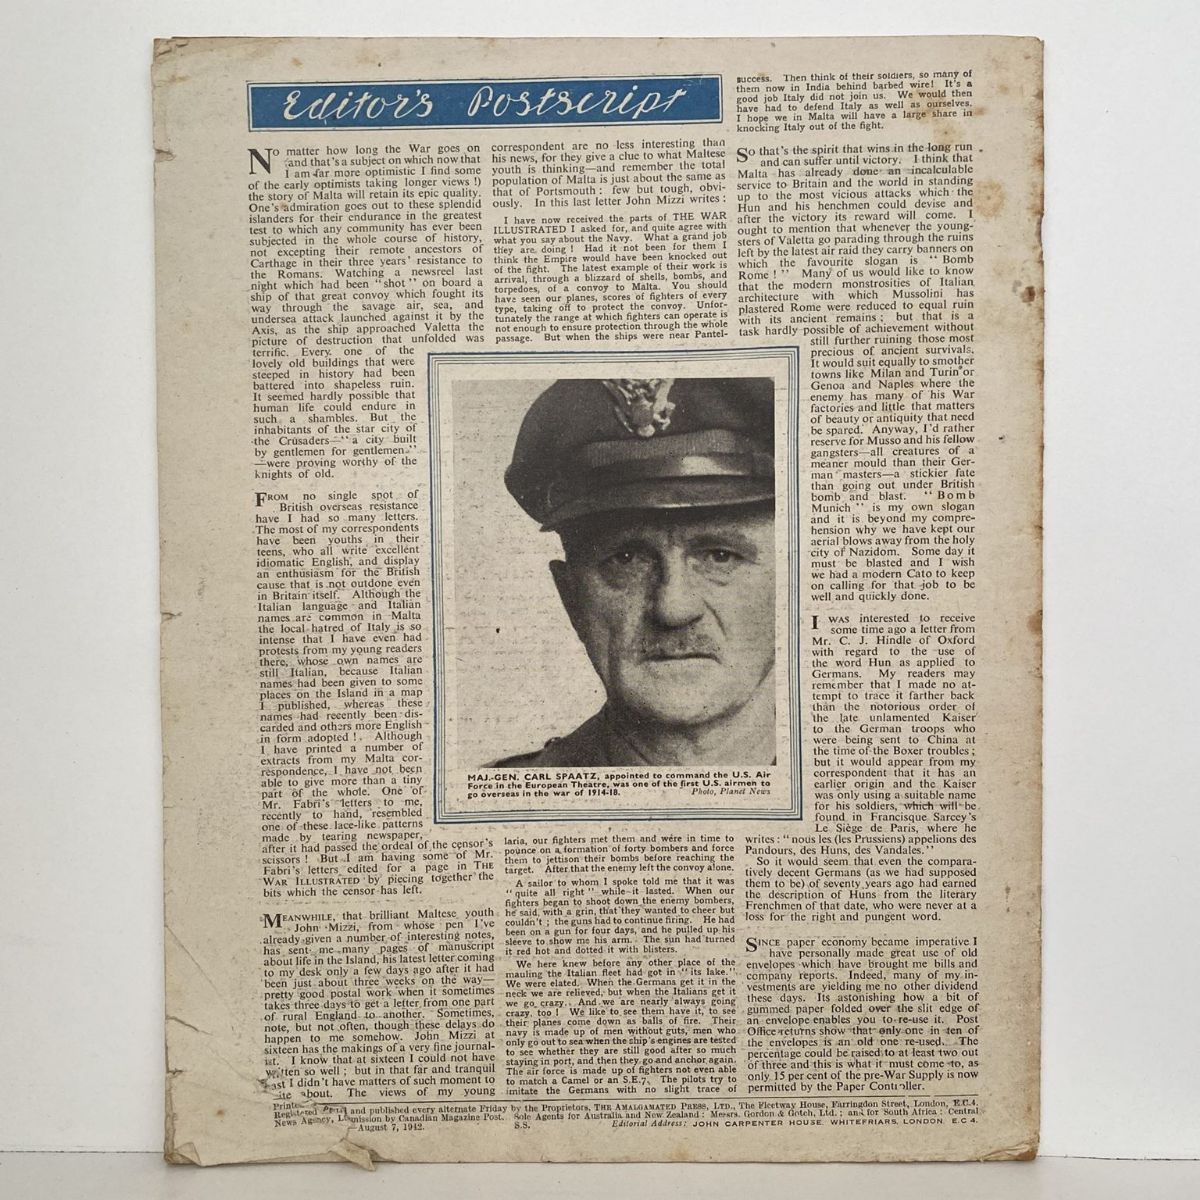 Editor's Postscript
No matter how long the War goes on
(and that's a subject on which now that
I am far more optimistic I find some
of the early optimists taking longer views !)
the story of Malta will retain its epic quality.
One's admiration goes out to these splendid
islanders for their endurance in the greatest
test to which any community has ever been
subjected in the whole course of history,
not excepting their remote ancestors of
Carthage in their three years' resistance to
the Romans. Watching a newsreel last
night which had been "shot" on board a
ship of that great convoy which fought its
way through the savage air, sea, and
undersea attack launched against it by the
Axis, as the ship approached Valetta the
picture of destruction that unfolded was
terrific. Every one of the
lovely old buildings that were
steeped in history had been
battered into shapeless ruin.
It seemed hardly possible that
human life could endure in
such a shambles. But the
inhabitants of the star city of
the Crusaders—"a city built
by gentlemen for gentlemen"
—were proving worthy of the
knights of old.
From no single spot of
British overseas resistance
have I had so many letters.
The most of my correspondents
have been youths in their
teens, who all write excellent
idiomatic English, and display
an enthusiasm for the British
cause that is not outdone even
in Britain itself. Although the
Italian language and Italian
names are common in Malta
the local hatred of Italy is so
intense that I have even had
protests from my young readers
there, whose own names are
still Italian, because Italian
names had been given to some
places on the Island in a map
I published, whereas these
names had recently been dis-
carded and others more English
in form adopted ! Although
I have printed a number of
extracts from my Malta cor-
respondence, I have not been
able to give more than a tiny
part of the whole. One of
Mr. Fabri's letters to me,
recently to hand, resembled
one of these lace-like patterns
made by tearing newspaper,
after it had passed the ordeal of the censor's
scissors ! But I am having some of Mr.
Fabri's letters edited for a page in The
War Illustrated by piecing together the
bits which the censor has left.
Meanwhile, that brilliant Maltese youth
John Mizzi, from whose pen I've
already given a number of interesting notes,
has sent me many pages of manuscript
about life in the Island, his latest letter coming
to my desk only a few days ago after it had
been just about three weeks on the way—
pretty good postal work when it sometimes
takes three days to get a letter from one part
of rural England to another. Sometimes,
note, but not often, though these delays do
happen to me somehow. John Mizzi at
sixteen has the makings of a very fine journal-
ist. I know that at sixteen I could not have
written so well ; but in that far and tranquil
past I didn't have matters of such moment to
about. The views of my young
correspondent are no less interesting than
his news, for they give a clue to what Maltese
youth is thinking—and remember the total
population of Malta is just about the same as
that of Portsmouth : few but tough, obvi-
ously. In this last letter John Mizzi writes :
I have now received the parts of THE WAR
ILLUSTRATED I asked for, and quite agree with
what you say about the Navy. What a grand job
they are doing ! Had it not been for them I
think the Empire would have been knocked out
of the fight. The latest example of their work is
arrival, through a blizzard of shells, bombs, and
torpedoes, of a convoy to Malta. You should
have seen our planes, scores of fighters of every
type, taking off to protect the convoy. Unfor-
tunately the range at which fighters can operate is
not enough to ensure protection through the whole
passage. But when the ships were near Pantel-
MAJ.-GEN. CARL SPAATZ, appointed to command the U.S. Air
Force in the European Theatre, was one of the first U.S. airmen to
go overseas in the war of 1914-18. Photo, Planet News
laria, our fighters met them and were in time to
pounce on a formation of forty bombers and force
them to jettison their bombs before reaching the
target. After that the enemy left the convoy alone.
A sailor to whom I spoke told me that it was
"quite all right" while it lasted. When our
fighters began to shoot down the enemy bombers,
he said, with a grin, that they wanted to cheer but
couldn't ; the guns had to continue firing. He had
been on a gun for four days, and he pulled up his
sleeve to show me his arm. The sun had turned
it red hot and dotted it with blisters.
We here knew before any other place of the
mauling the Italian fleet had got in "its lake."
We were elated. When the Germans get it in the
neck we are relieved, but when the Italians get it
we go crazy. And we are nearly always going
crazy, too ! We like to see them have it, to see
their planes come down as balls of fire. Their
navy is made up of men without guts, men who
only go out to sea when the ship's engines are tested
to see whether they are still good after so much
staying in port, and then they go and anchor again.
The air force is made up of fighters not even able
to match a Camel or an S.E.7. The pilots try to
imitate the Germans with no slight trace of
success. Then think of their soldiers, so many of
them now in India behind barbed wire! It's a
good job Italy did not join us. We would then
have had to defend Italy as well as ourselves.
I hope we in Malta will have a large share in
knocking Italy out of the fight.
So that's the spirit that wins in the long run
and can suffer until victory. I think that
Malta has already done an incalculable
service to Britain and the world in standing
up to the most vicious attacks which the
Hun and his henchmen could devise and
after the victory its reward will come. I
ought to mention that whenever the young-
sters of Valetta go parading through the ruins
left by the latest air raid they carry banners on
which the favourite slogan is "Bomb
Rome !" Many of us would like to know
that the modern monstrosities of Italian
architecture with which Mussolini has
plastered Rome were reduced to equal ruin
with its ancient remains ; but that is a
task hardly possible of achievement without
still further ruining those most
precious of ancient survivals.
It would suit equally to smother
towns like Milan and Turin or
Genoa and Naples where the
enemy has many of his War
factories and little that matters
of beauty or antiquity that need
be spared. Anyway, I'd rather
reserve for Musso and his fellow
gangsters—all creatures of a
meaner mould than their Ger-
man masters—a stickier fate
than going out under British
bomb and blast. "Bomb
Munich" is my own slogan
and it is beyond my compre-
hension why we have kept our
aerial blows away from the holy
city of Nazidom. Some day it
must be blasted and I wish
we had a modern Cato to keep
on calling for that job to be
well and quickly done.
I was interested to receive
some time ago a letter from
Mr. C. J. Hindle of Oxford
with regard to the use of
the word Hun as applied to
Germans. My readers may
remember that I made no at-
tempt to trace it farther back
than the notorious order of
the late unlamented Kaiser
to the German troops who
were being sent to China at
the time of the Boxer troubles ;
but it would appear from my
correspondent that it has an
earlier origin and the Kaiser
was only using a suitable name
for his soldiers, which will be
found in Francisque Sarcey's
Le Siège de Paris, where he
writes : "nous les (les Prussiens) appelions des
Pandours, des Huns, des Vandales."
So it would seem that even the compara-
tively decent Germans (as we had supposed
them to be) of seventy years ago had earned
the description of Huns from the literary
Frenchmen of that date, who were never at a
loss for the right and pungent word.
Since paper economy became imperative I
have personally made great use of old
envelopes which have brought me bills and
company reports. Indeed, many of my in-
vestments are yielding me no other dividend
these days. Its astonishing how a bit of
gummed paper folded over the slit edge of
an envelope enables you to re-use it. Post
Office returns show that only one in ten of
the envelopes is an old one re-used. The
percentage could be raised to at least two out
of three and this is what it must come to, as
only 15 per cent of the pre-War Supply is now
permitted by the Paper Controller.
and published every alternate Friday by the Proprietors, The Amalgamated Press, Ltd., The Fleetway House, Farringdon Street, London, E.C.4.
Registered by Canadian Magazine Post. Sole Agents for Australia and New Zealand : Messrs. Gordon & Gotch, Ltd. ; and for South Africa : Central
News Agency, —August 7, 1942. S.S. Editorial Address : JOHN CARPENTER HOUSE, WHITEFRIARS, LONDON, E.C 4.